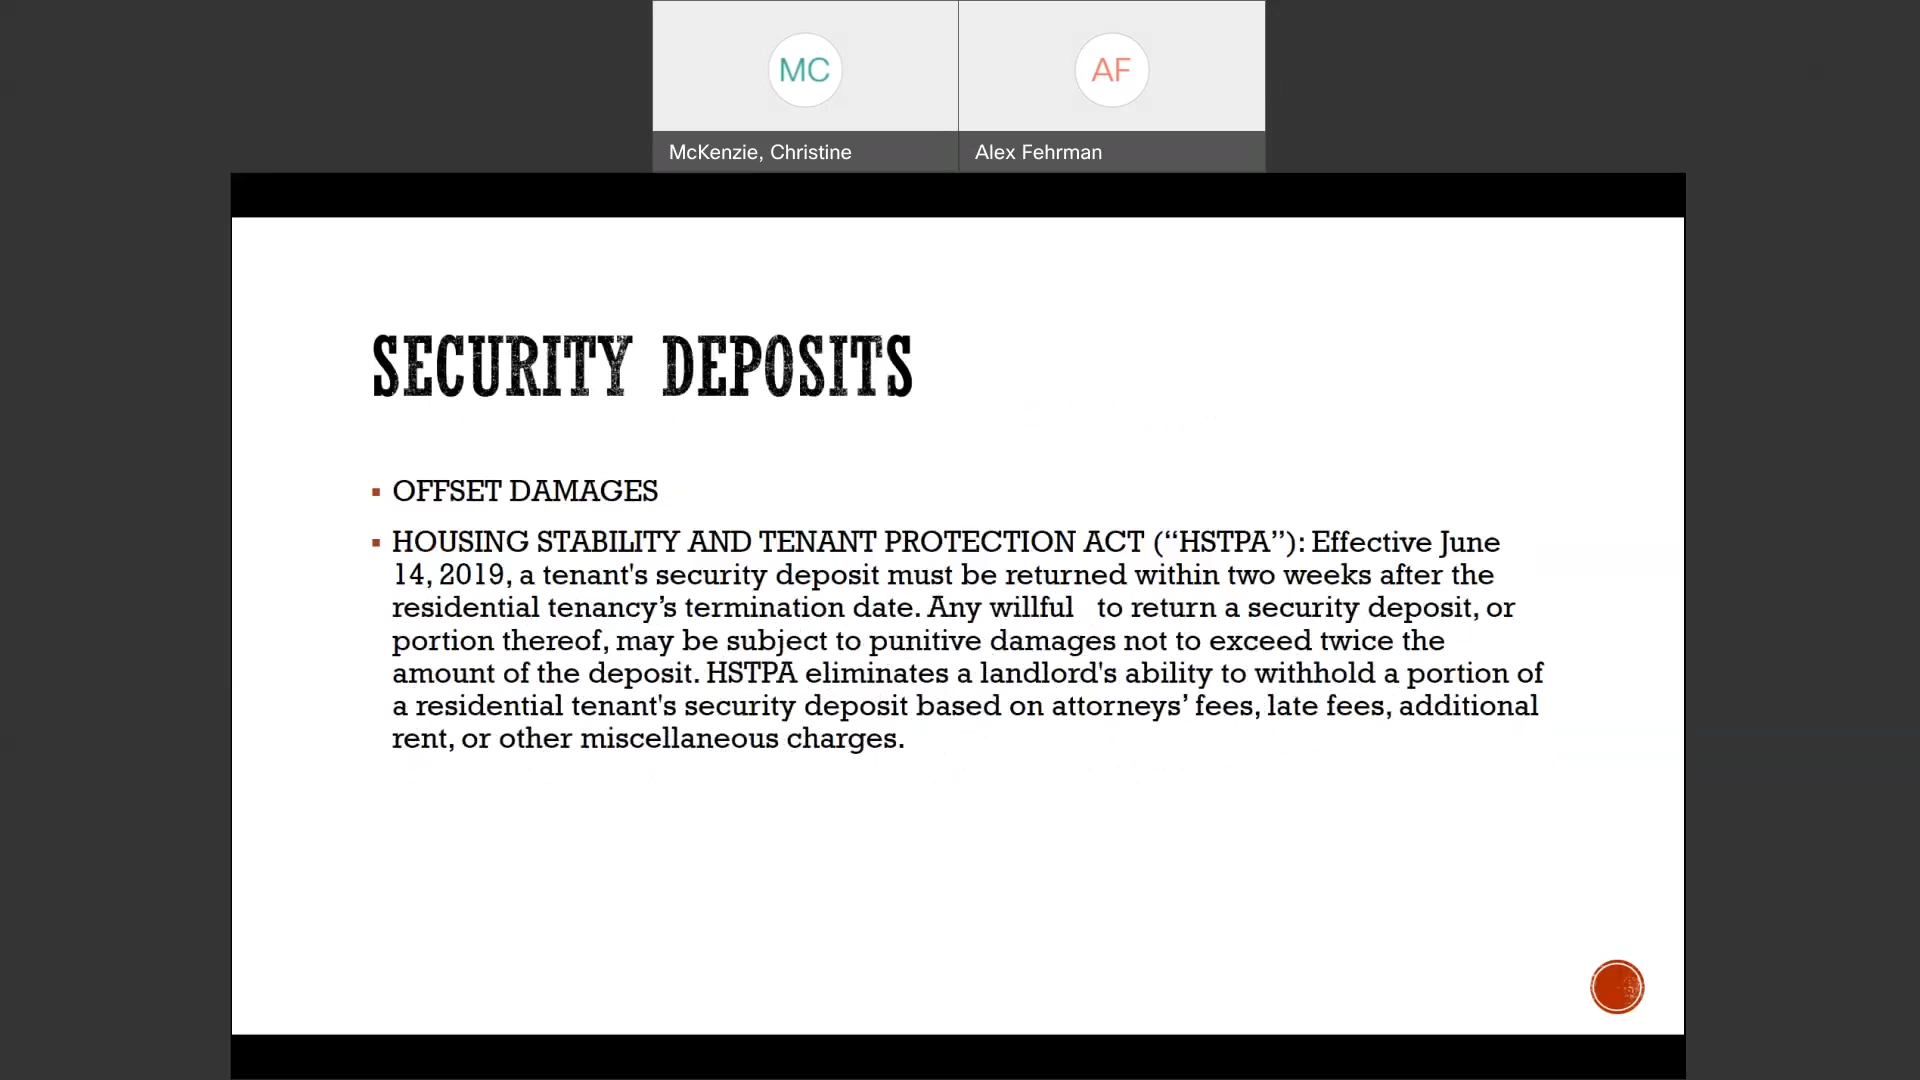 MC
AF
McKenzie, Christine
Alex Fehrman
SECURITY DEPOSITS
▪ OFFSET DAMAGES
▪ HOUSING STABILITY AND TENANT PROTECTION ACT (“HSTPA”): Effective June
14, 2019, a tenant's security deposit must be returned within two weeks after the
residential tenancy’s termination date. Any willful   to return a security deposit, or
portion thereof, may be subject to punitive damages not to exceed twice the
amount of the deposit. HSTPA eliminates a landlord's ability to withhold a portion of
a residential tenant's security deposit based on attorneys’ fees, late fees, additional
rent, or other miscellaneous charges.